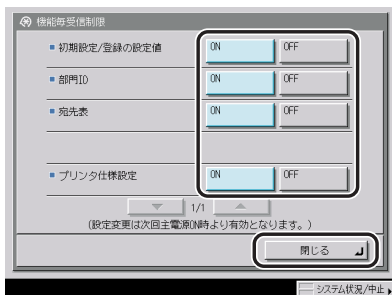 機能毎受信制限
初期設定/登録の設定値 ON OFF
部門ID ON OFF
宛先表 ON OFF
プリンタ仕様設定 ON OFF
1/1
(設定変更は次回主電源ON時より有効となります。)
閉じる
システム状況/中止